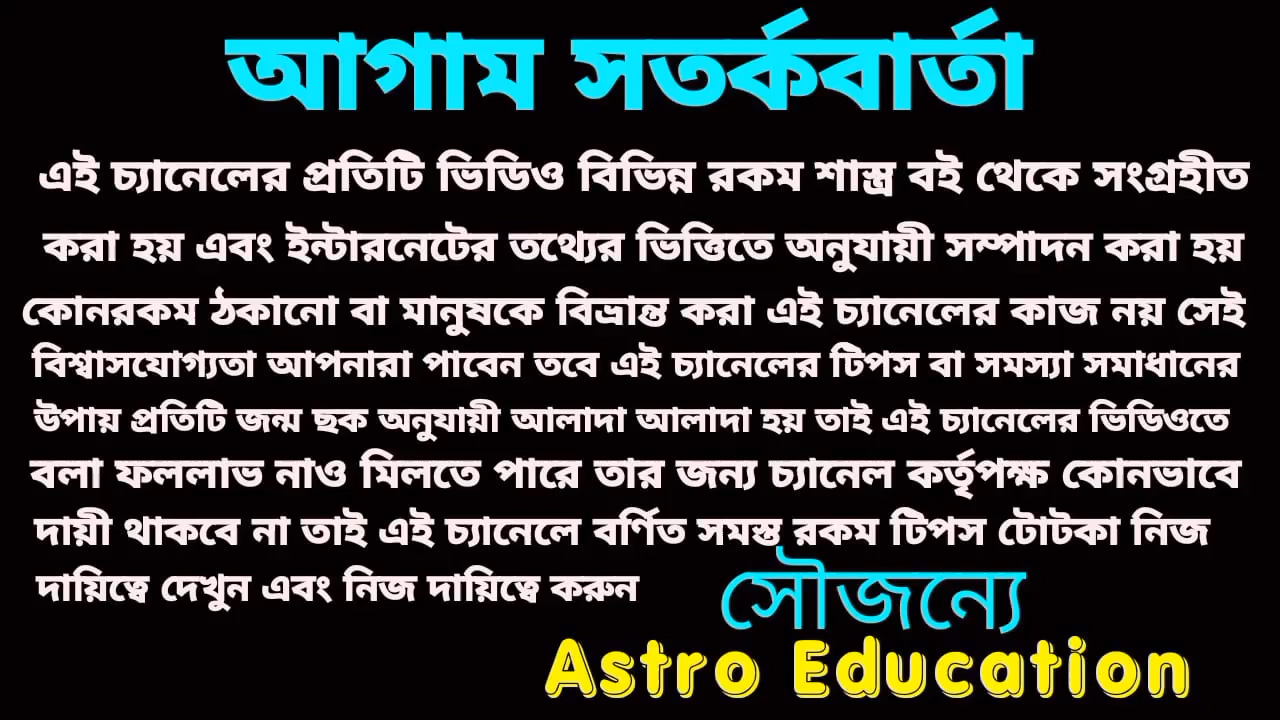 আগাম সতর্কবার্তা
এই চ্যানেলের প্রতিটি ভিডিও বিভিন্ন রকম শাস্ত্র বই থেকে সংগ্রহীত
করা হয় এবং ইন্টারনেটের তথ্যের ভিত্তিতে অনুযায়ী সম্পাদন করা হয়
কোনরকম ঠকানো বা মানুষকে বিভ্রান্ত করা এই চ্যানেলের কাজ নয় সেই
বিশ্বাসযোগ্যতা আপনারা পাবেন তবে এই চ্যানেলের টিপস বা সমস্যা সমাধানের
উপায় প্রতিটি জন্ম ছক অনুযায়ী আলাদা আলাদা হয় তাই এই চ্যানেলের ভিডিওতে
বলা ফললাভ নাও মিলতে পারে তার জন্য চ্যানেল কর্তৃপক্ষ কোনভাবে
দায়ী থাকবে না তাই এই চ্যানেলে বর্ণিত সমস্ত রকম টিপস টোটকা নিজ
দায়িত্বে দেখুন এবং নিজ দায়িত্বে করুন
সৌজন্যে
Astro Education